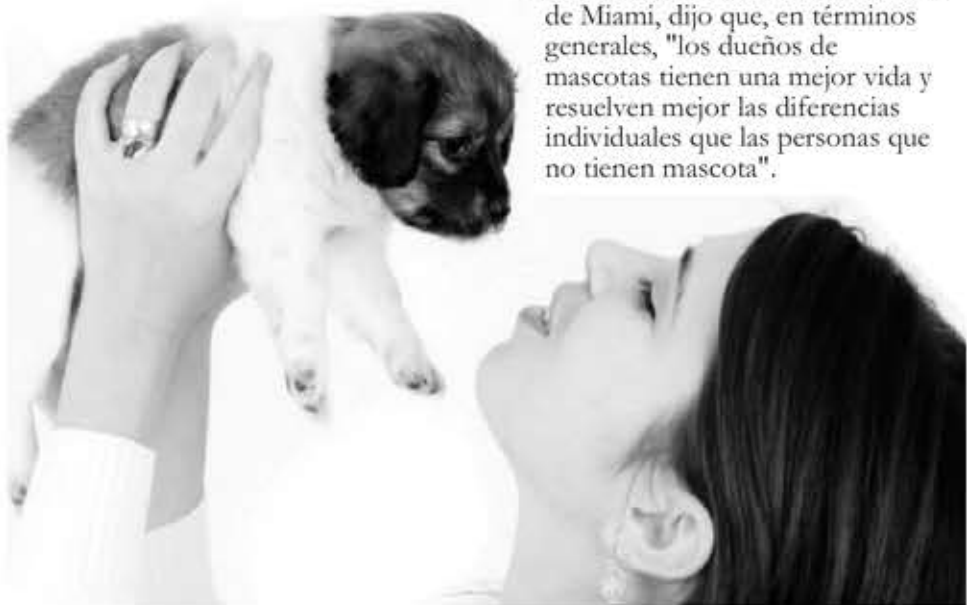 de Miami, dijo que, en términos
generales, "los dueños de
mascotas tienen una mejor vida y
resuelven mejor las diferencias
individuales que las personas que
no tienen mascota".